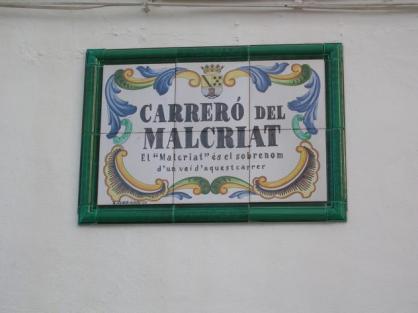 CARRERÓ DEL
MALCRIAT
El "Malcriat" és el sobrenom
d'un veí d'aquest carrer